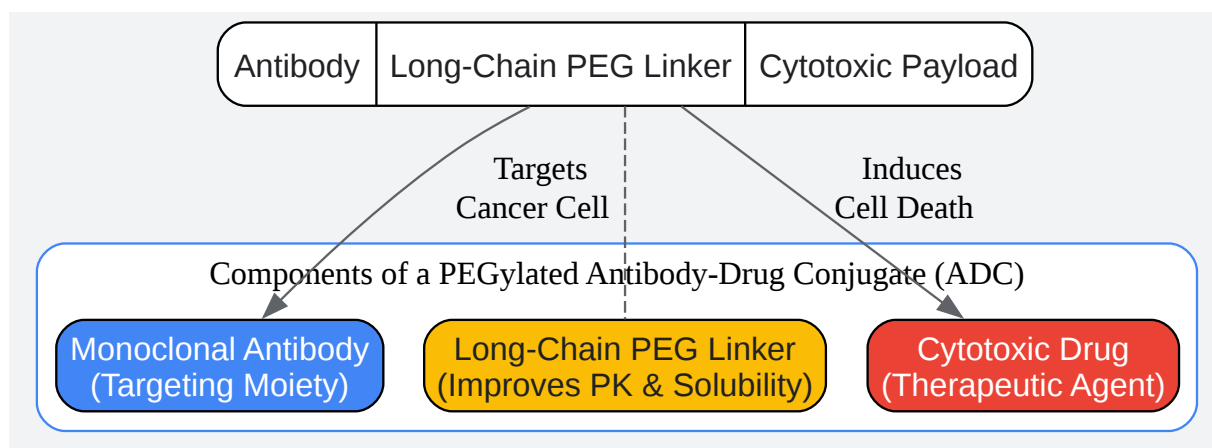 Antibody
Long-Chain PEG Linker
Cytotoxic Payload
Targets
Cancer Cell
Induces
Cell Death
Components of a PEGylated Antibody-Drug Conjugate (ADC)
Monoclonal Antibody
(Targeting Moiety)
Long-Chain PEG Linker
(Improves PK & Solubility)
Cytotoxic Drug
(Therapeutic Agent)